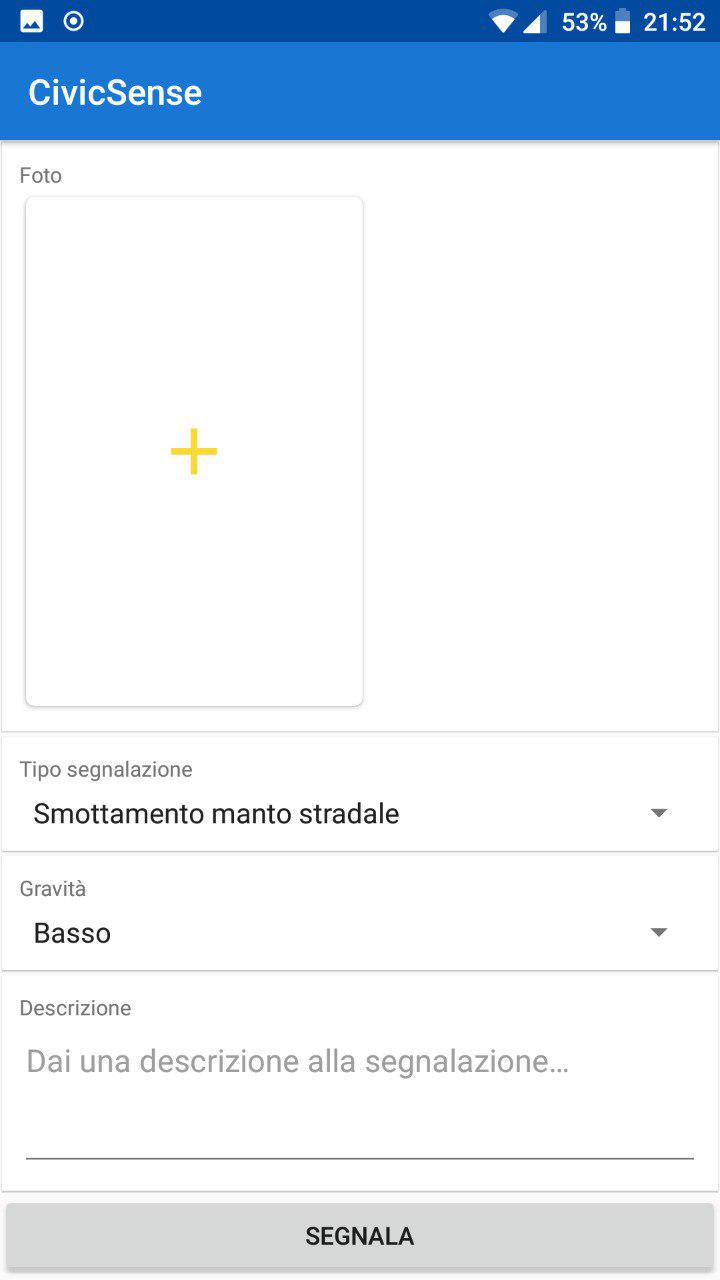 53% 21:52
CivicSense
Foto
Tipo segnalazione
Smottamento manto stradale
Gravità
Basso
Descrizione
Dai una descrizione alla segnalazione...
SEGNALA